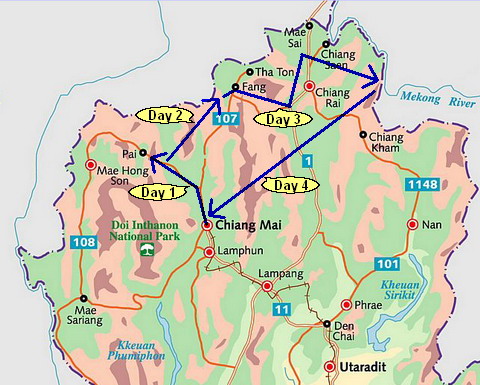 Mae
Sai
Chiang
Saen
Tha Ton
Fang
Chiang
Rai
Mekong River
Day 2
107
Day 3
Chiang
Kham
Pai
1
Mae Hong
Son
Day 1
Day 4
1148
Doi Inthanon
National Park
Chiang Mai
Nan
108
Lamphun
101
Lampang
Kheuan
Sirikit
Mae
Sariang
11
Phrae
Den
Chai
Kkeuan
Phumiphon
Utaradit